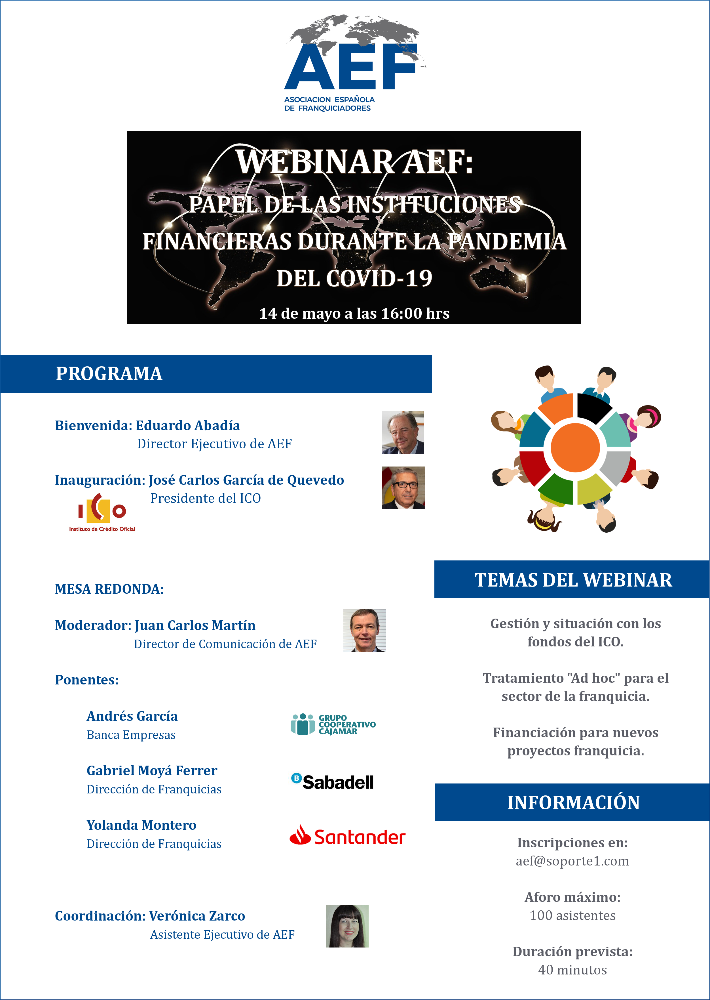 AEF
ASOCIACION ESPAÑOLA
DE FRANQUICIADORES
WEBINAR AEF:
PAPEL DE LAS INSTITUCIONES
FINANCIERAS DURANTE LA PANDEMIA
DEL COVID-19
14 de mayo a las 16:00 hrs
PROGRAMA
Bienvenida: Eduardo Abadía
Director Ejecutivo de AEF
Inauguración: José Carlos García de Quevedo
Presidente del ICO
ICO
Instituto de Crédito Oficial
MESA REDONDA:
Moderador: Juan Carlos Martín
Director de Comunicación de AEF
Ponentes:
Andrés García
Banca Empresas
GRUPO
COOPERATIVO
CAJAMAR
Gabriel Moyá Ferrer
Dirección de Franquicias
B Sabadell
Yolanda Montero
Dirección de Franquicias
Santander
Coordinación: Verónica Zarco
Asistente Ejecutivo de AEF
TEMAS DEL WEBINAR
Gestión y situación con los
fondos del ICO.
Tratamiento "Ad hoc" para el
sector de la franquicia.
Financiación para nuevos
proyectos franquicia.
INFORMACIÓN
Inscripciones en:
aef@soporte1.com
Aforo máximo:
100 asistentes
Duración prevista:
40 minutos